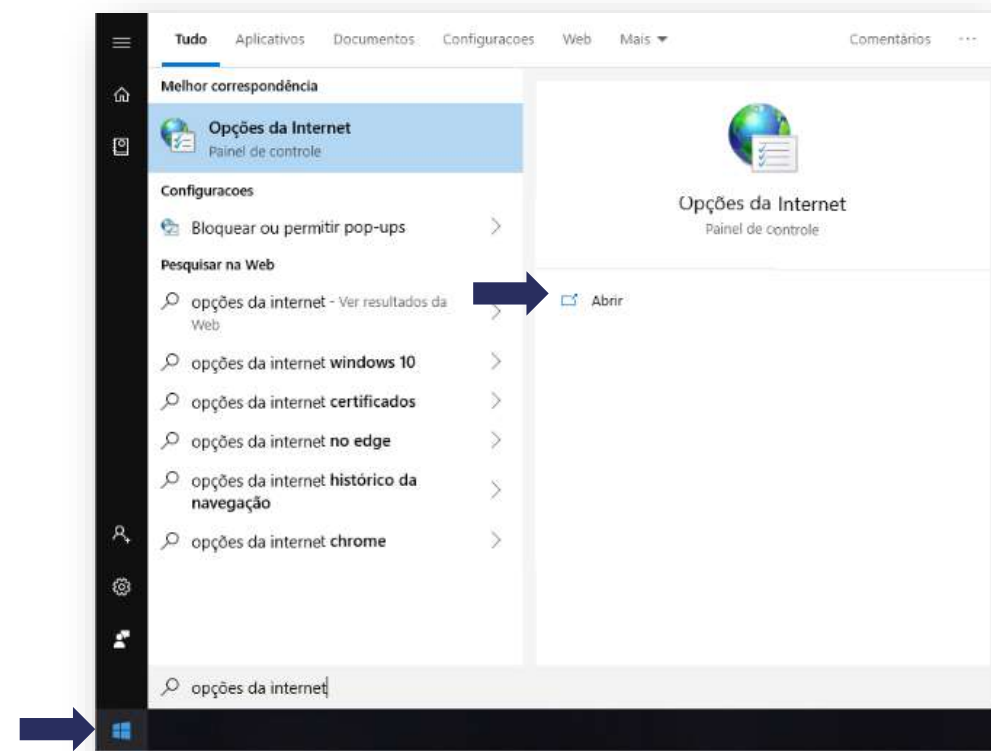 Tudo Aplicativos Documentos Configuracoes Web Mais Comentários ...
Melhor correspondência
Opções da Internet
Painel de controle
Configuracoes
Bloquear ou permitir pop-ups
Pesquisar na Web
opções da internet - Ver resultados da
Web
opções da internet windows 10
opções da internet certificados
opções da internet no edge
opções da internet histórico da
navegação
opções da internet chrome
opções da internet
Opções da Internet
Painel de controle
Abrir